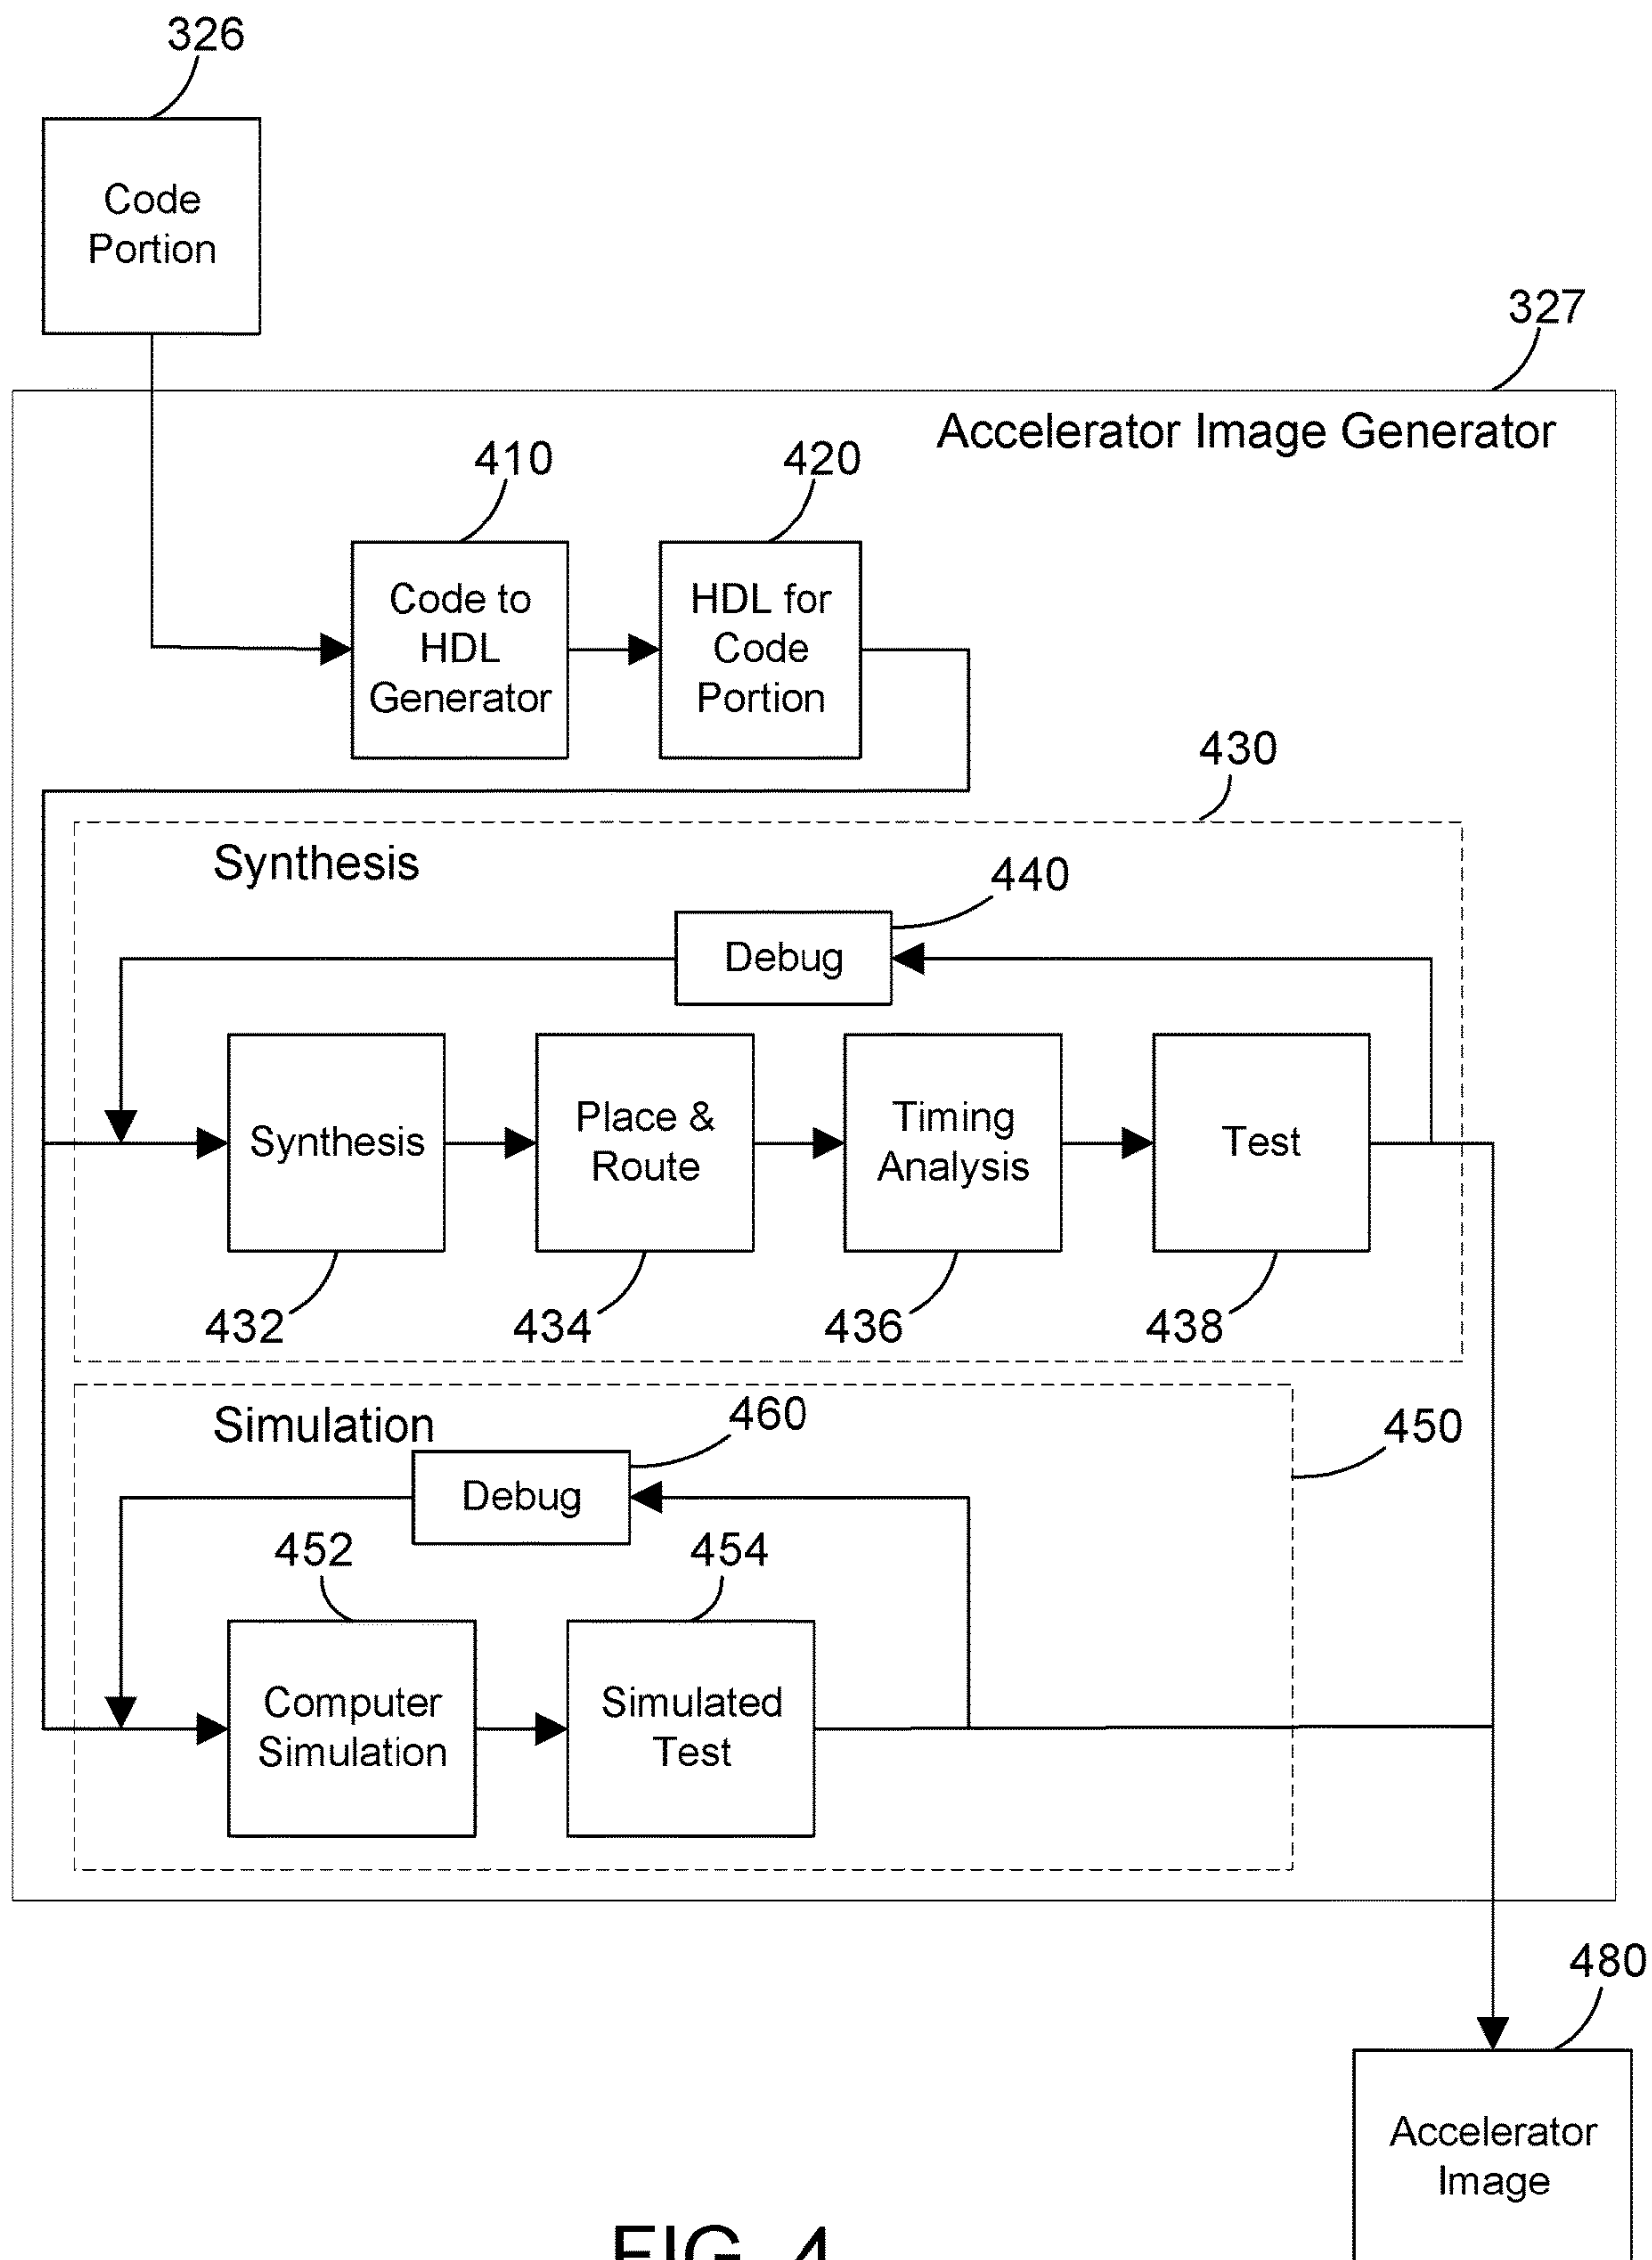 326
Code
Portion
327
Accelerator Image Generator
410
420
Code to
HDL
Generator
HDL for
Code
Portion
430
Synthesis
440
Debug
Synthesis
Place &
Route
Timing
Analysis
Test
432
434
436
438
Simulation
460
450
Debug
452
454
Computer
Simulation
Simulated
Test
480
Accelerator
Image
FIG. 4